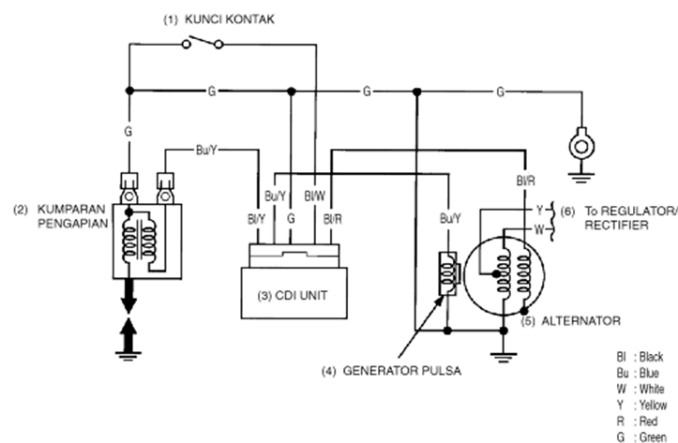 (1) KUNCI KONTAK
G
G
G
G
G
Bu/Y
Bl/R
(2) KUMPARAN
PENGAPIAN
Bl/Y
Bu/Y
G
Bl/W
Bl/R
Bu/Y
Y
W
(6) To REGULATOR/
RECTIFIER
(3) CDI UNIT
(5) ALTERNATOR
(4) GENERATOR PULSA
Bl : Black
Bu : Blue
W : White
Y : Yellow
R : Red
G : Green